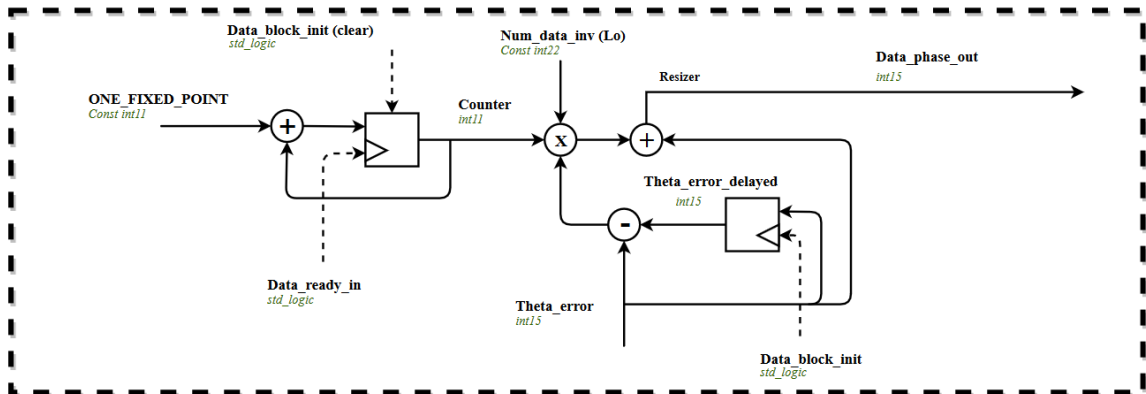 Data_block_init (clear)
std_logic
Num_data_inv (Lo)
Const int22
Data_phase_out
int15
Resizer
ONE_FIXED_POINT
Const int11
Counter
int11
+
x
+
Theta_error_delayed
int15
-
Data_ready_in
std_logic
Theta_error
int15
Data_block_init
std_logic